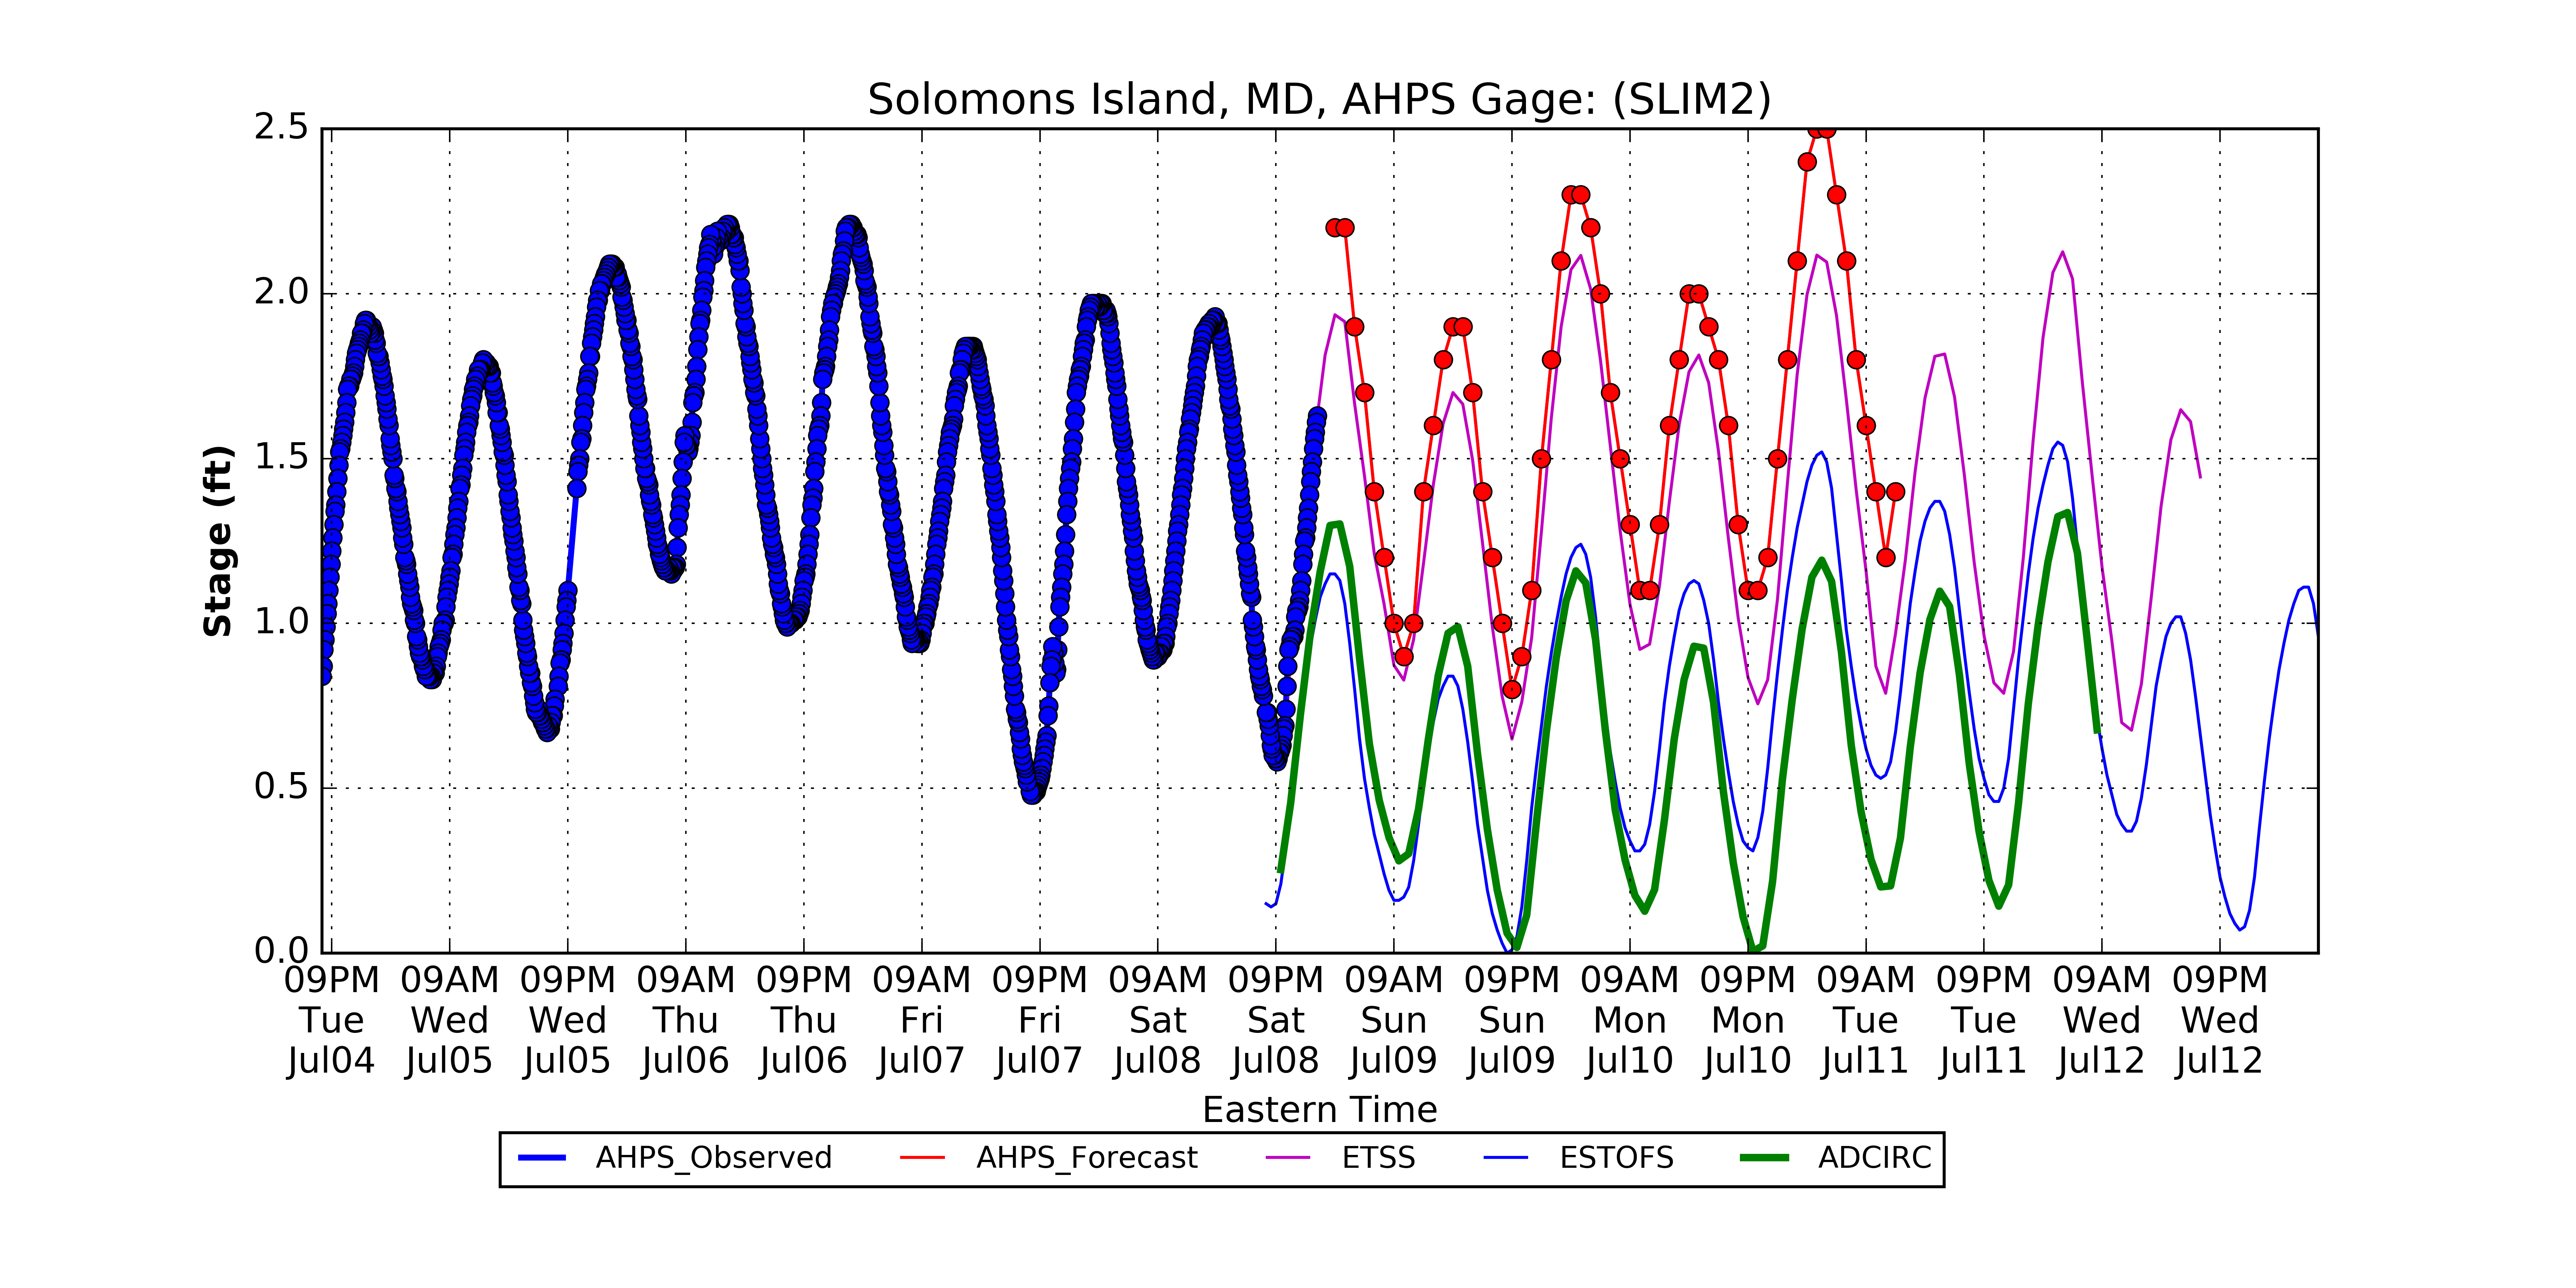 Solomons Island, MD, AHPS Gage: (SLIM2)
2.5
2.0
1.5
1.0
0.5
0.0
Stage (ft)
09PM 09AM 09PM 09AM 09PM 09AM 09PM 09AM 09PM 09AM 09PM 09AM 09PM 09AM 09PM 09AM 09PM
Tue Wed Wed Thu Thu Fri Fri Sat Sat Sun Sun Mon Mon Tue Tue Wed Wed
Jul04 Jul05 Jul05 Jul06 Jul06 Jul07 Jul07 Jul08 Jul08 Jul09 Jul09 Jul10 Jul10 Jul11 Jul11 Jul12 Jul12
Eastern Time
AHPS_Observed AHPS_Forecast ETSS ESTOFS ADCIRC